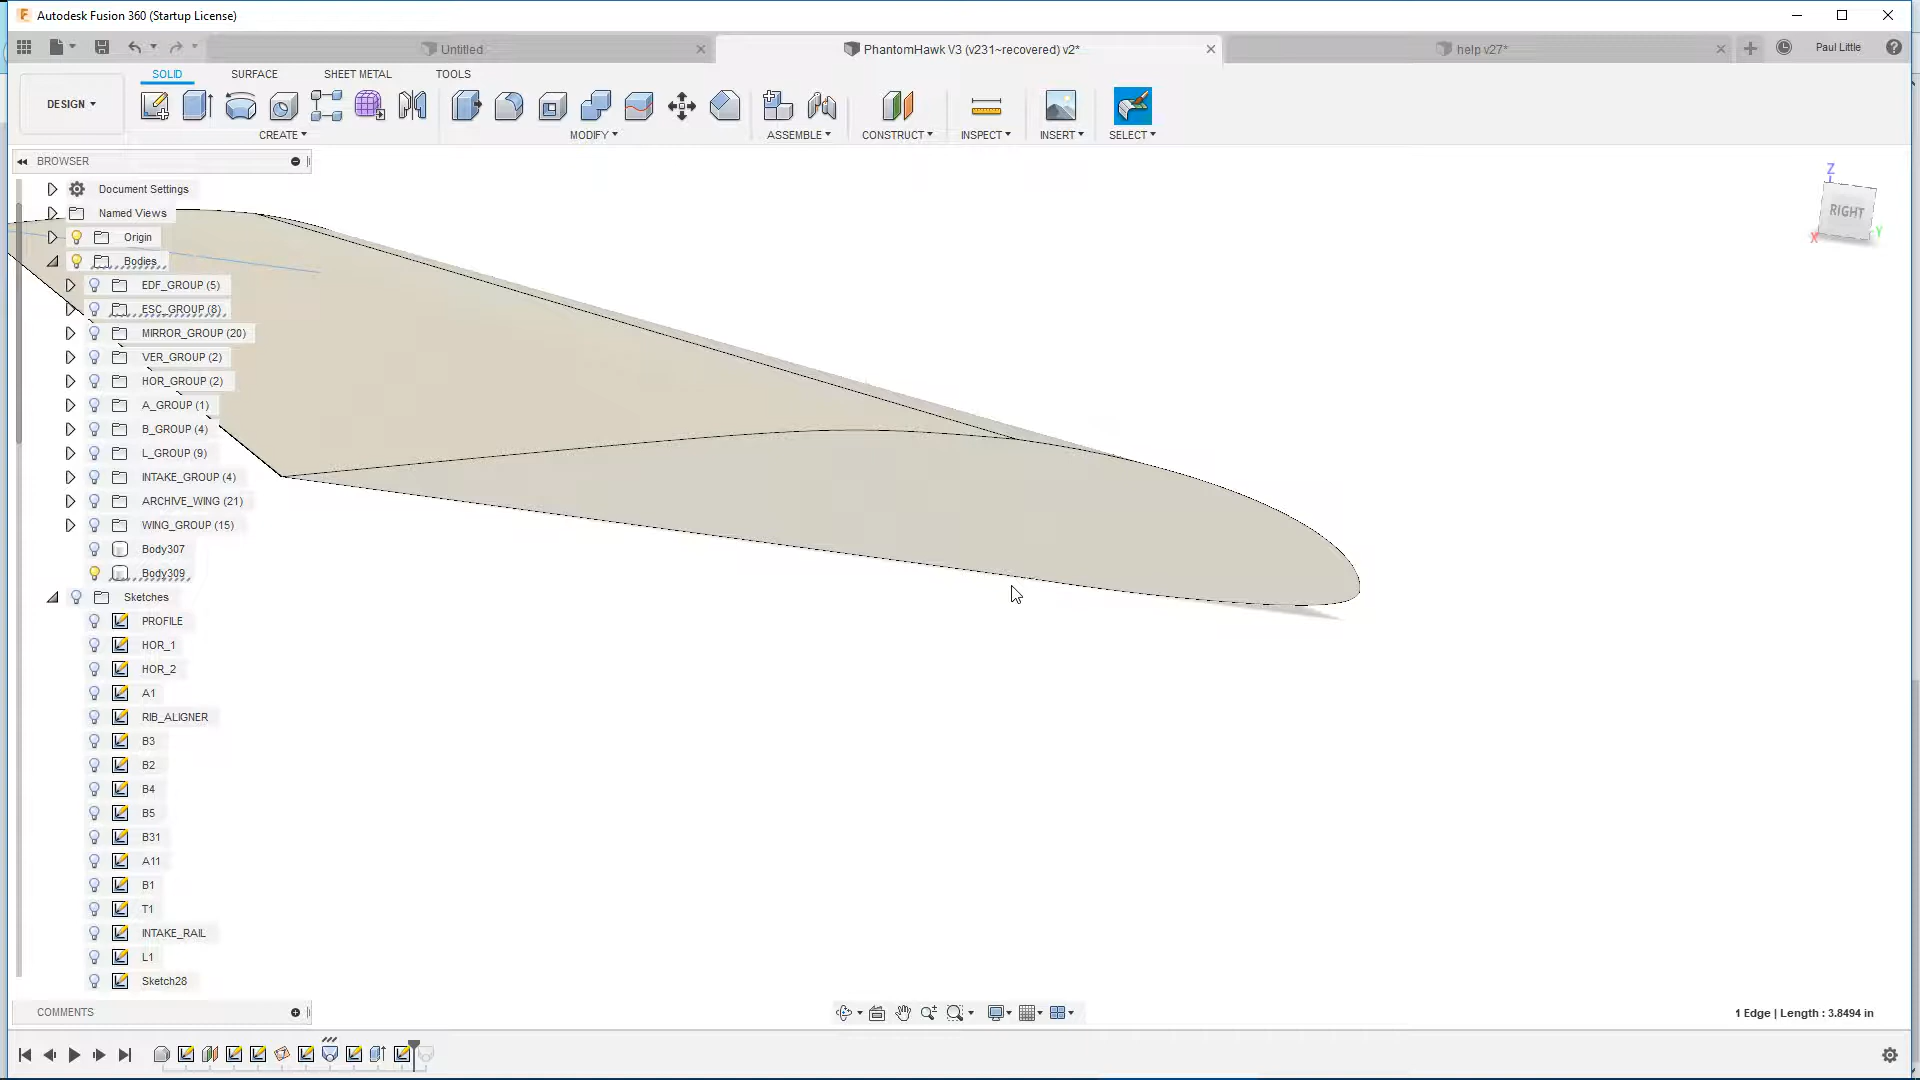 Autodesk Fusion 360 (Startup License)
Untitled
PhantomHawk V3 (v231~recovered) v2*
help v27*
Paul Little
DESIGN
SOLID
SURFACE
SHEET METAL
TOOLS
CREATE
MODIFY
ASSEMBLE
CONSTRUCT
INSPECT
INSERT
SELECT
BROWSER
Document Settings
Named Views
Origin
Bodies
EDF_GROUP (5)
ESC_GROUP (8)
MIRROR_GROUP (20)
VER_GROUP (2)
HOR_GROUP (2)
A_GROUP (1)
B_GROUP (4)
L_GROUP (9)
INTAKE_GROUP (4)
ARCHIVE_WING (21)
WING_GROUP (15)
Body307
Body309
Sketches
PROFILE
HOR_1
HOR_2
A1
RIB_ALIGNER
B3
B2
B4
B5
B31
A11
B1
T1
INTAKE_RAIL
L1
Sketch28
Z
RIGHT
X
Y
COMMENTS
1 Edge | Length : 3.8494 in